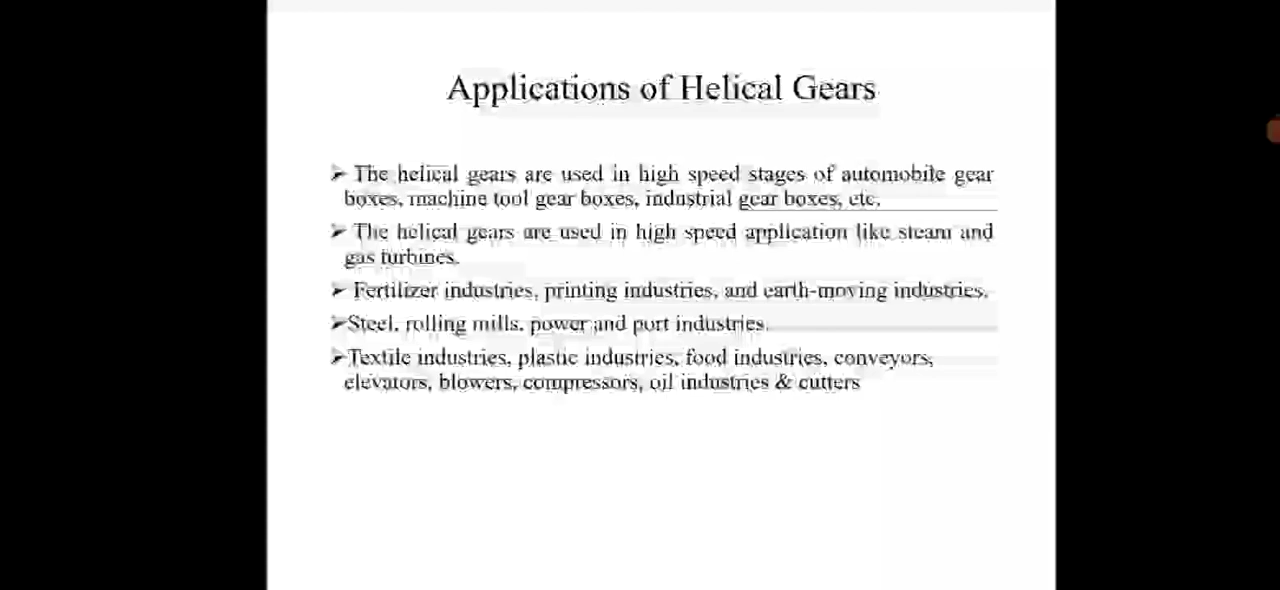 Applications of Helical Gears
➢ The helical gears are used in high speed stages of automobile gear
boxes, machine tool gear boxes, industrial gear boxes, etc.
➢ The helical gears are used in high speed application like steam and
gas turbines.
➢ Fertilizer industries, printing industries, and earth-moving industries.
➢Steel, rolling mills, power and port industries.
➢Textile industries, plastic industries, food industries, conveyors,
elevators, blowers, compressors, oil industries & cutters